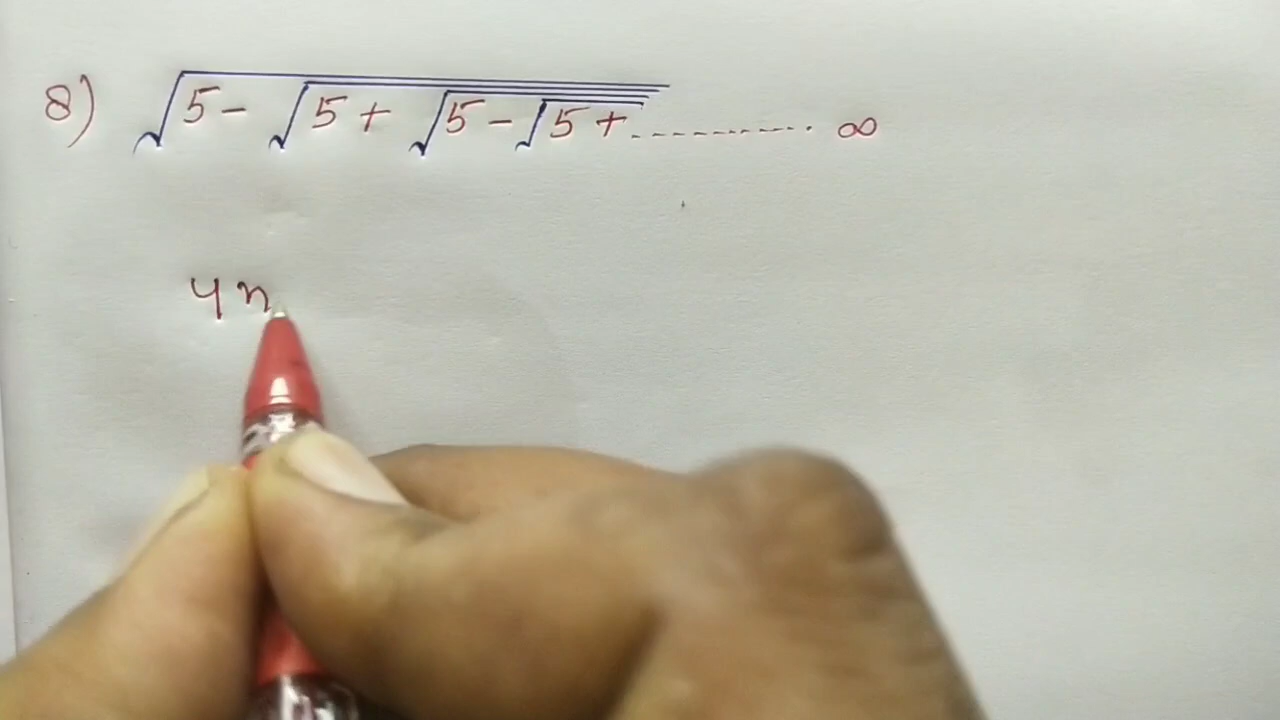 8) √5 - √5 + √5 - √5 + ........... ∞
4n